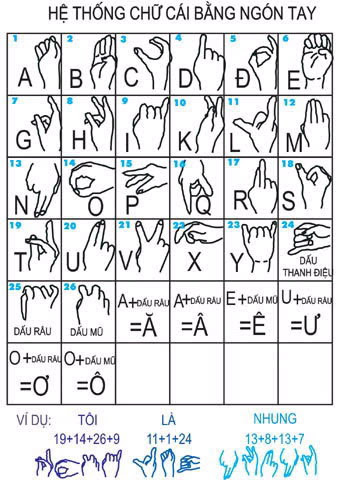 HỆ THỐNG CHỮ CÁI BẰNG NGÓN TAY
1 2 3 4 5 6
A B C D Đ E
7 8 9 10 11 12
G H I K L M
13 14 15 16 17 18
N O P Q R S
19 20 21 22 23 24
T U V X Y DẤU
THANH ĐIỆU
25 26 A+DẤU RÂU A+DẤU MŨ E+DẤU MŨ U+DẤU RÂU
DẤU RÂU DẤU MŨ =Ă =Â =Ê =Ư
O+DẤU RÂU O+DẤU MŨ
=Ơ =Ô
VÍ DỤ: TÔI LÀ NHUNG
19+14+26+9 11+1+24 13+8+13+7